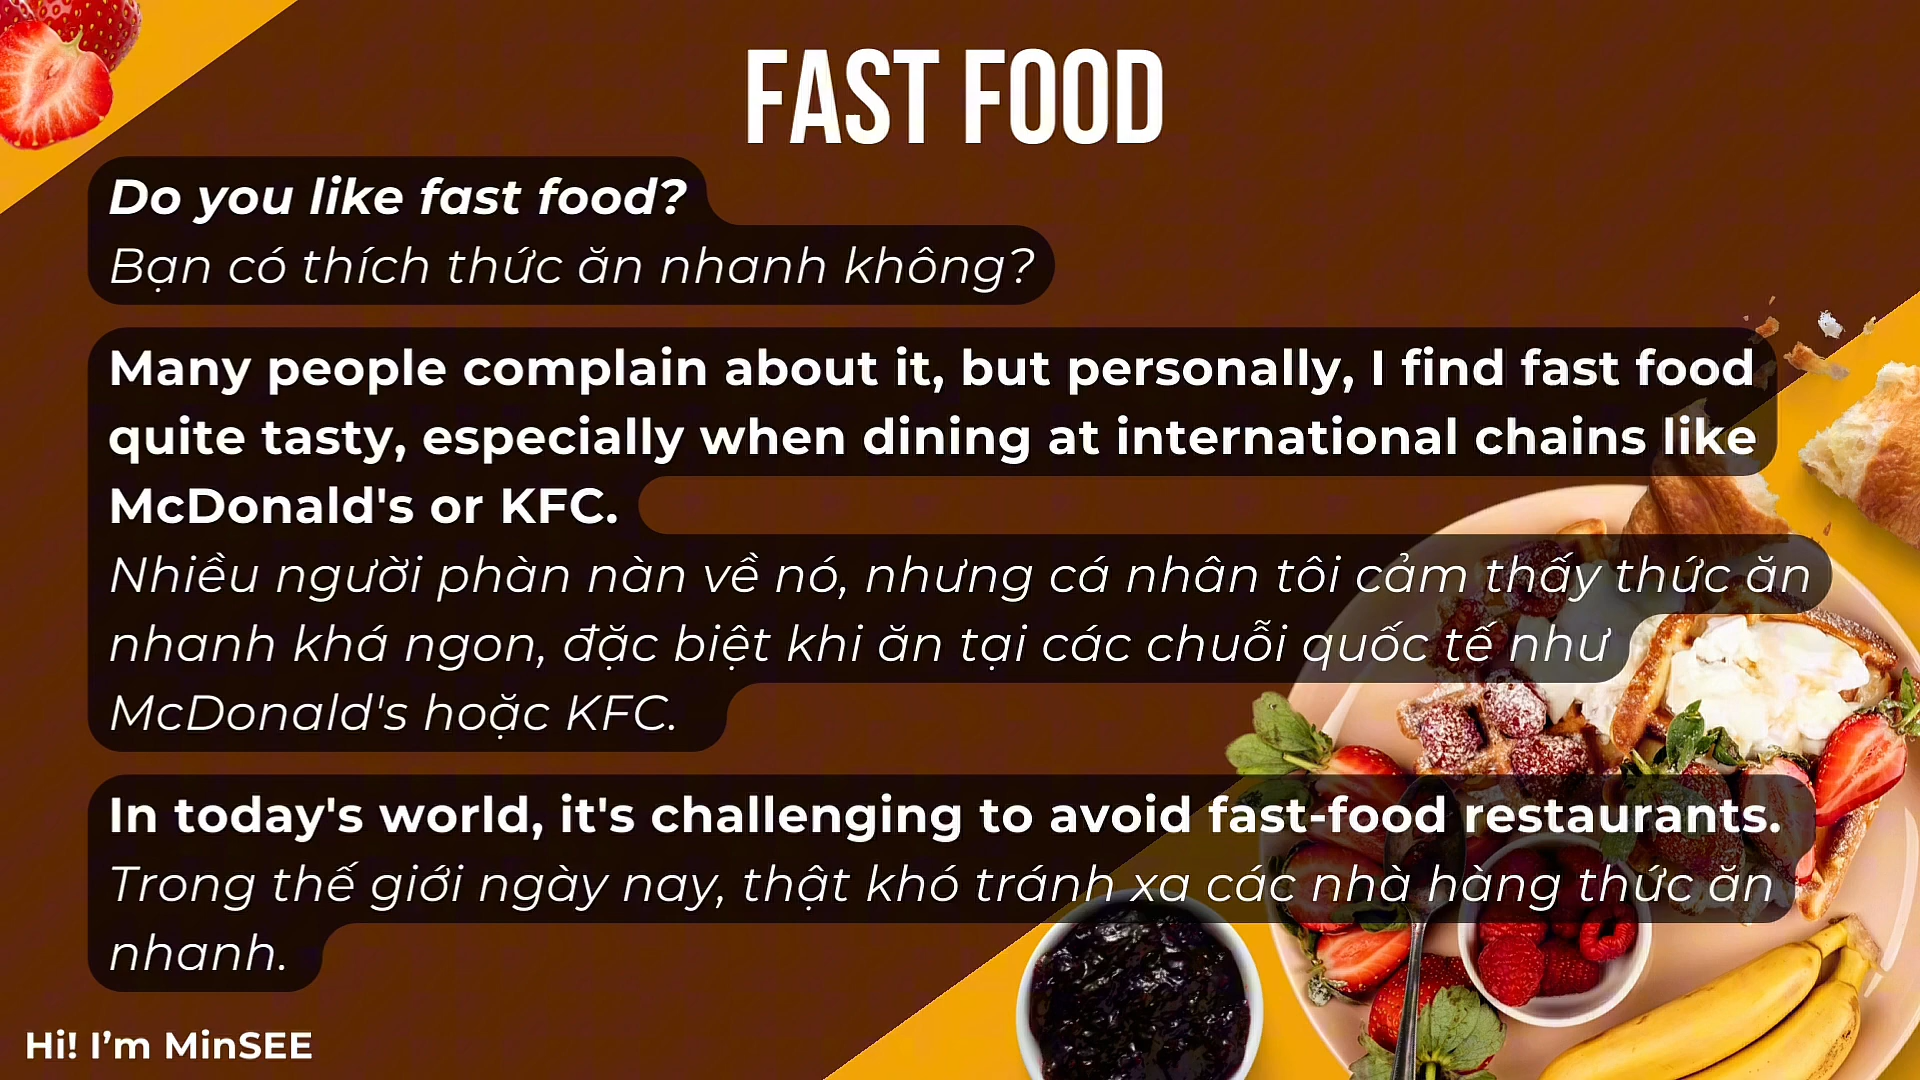 FAST FOOD
Do you like fast food?
Bạn có thích thức ăn nhanh không?
Many people complain about it, but personally, I find fast food
quite tasty, especially when dining at international chains like
McDonald's or KFC.
Nhiều người phàn nàn về nó, nhưng cá nhân tôi cảm thấy thức ăn
nhanh khá ngon, đặc biệt khi ăn tại các chuỗi quốc tế như
McDonald's hoặc KFC.
In today's world, it's challenging to avoid fast-food restaurants.
Trong thế giới ngày nay, thật khó tránh xa các nhà hàng thức ăn
nhanh.
Hi! I’m MinSEE